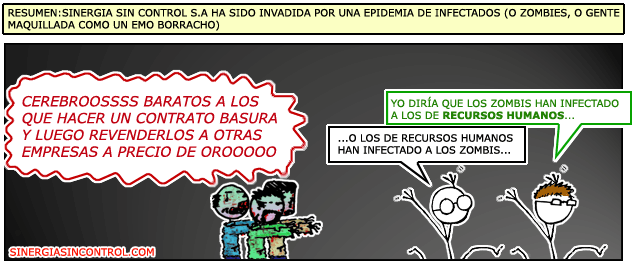 RESUMEN:SINERGIA SIN CONTROL S.A HA SIDO INVADIDA POR UNA EPIDEMIA DE INFECTADOS (O ZOMBIES, O GENTE
MAQUILLADA COMO UN EMO BORRACHO)
CEREBROOSSSS BARATOS A LOS
QUE HACER UN CONTRATO BASURA
Y LUEGO REVENDERLOS A OTRAS
EMPRESAS A PRECIO DE OROOOOO
YO DIRÍA QUE LOS ZOMBIS HAN INFECTADO
A LOS DE RECURSOS HUMANOS...
...O LOS DE RECURSOS HUMANOS
HAN INFECTADO A LOS ZOMBIS...
SINERGIASINCONTROL.COM